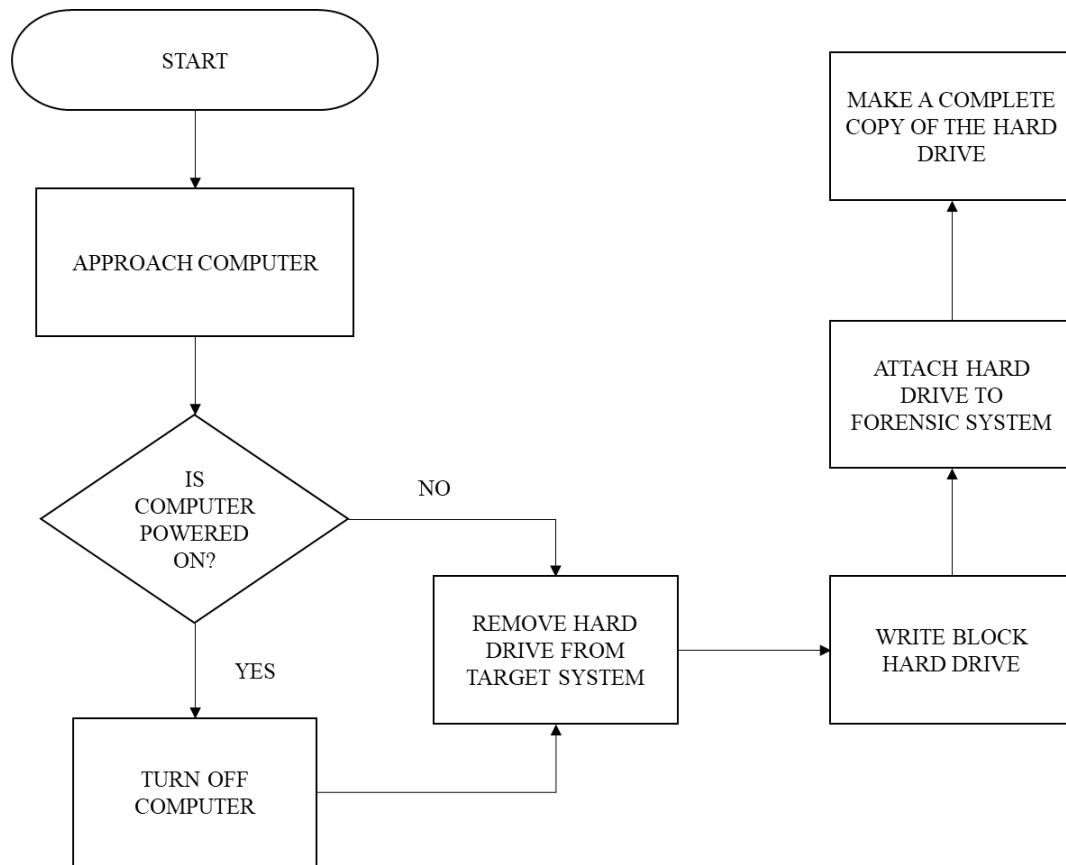 START
APPROACH COMPUTER
IS
COMPUTER
POWERED
ON?
NO
YES
TURN OFF
COMPUTER
REMOVE HARD
DRIVE FROM
TARGET SYSTEM
WRITE BLOCK
HARD DRIVE
ATTACH HARD
DRIVE TO
FORENSIC SYSTEM
MAKE A COMPLETE
COPY OF THE HARD
DRIVE